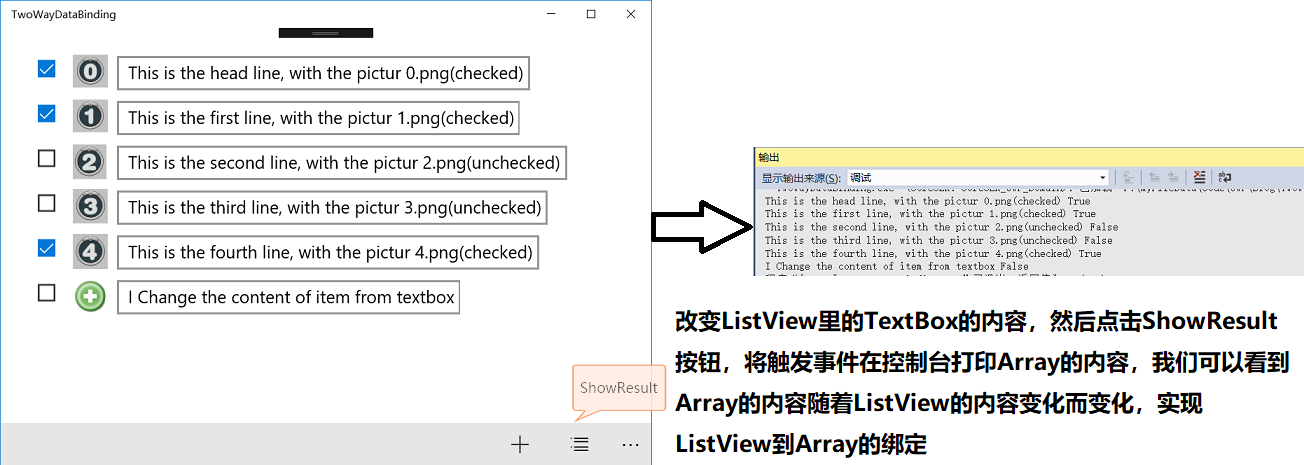 TwoWayDataBinding
This is the head line, with the pictur 0.png(checked)
This is the first line, with the pictur 1.png(checked)
This is the second line, with the pictur 2.png(unchecked)
This is the third line, with the pictur 3.png(unchecked)
This is the fourth line, with the pictur 4.png(checked)
I Change the content of item from textbox
ShowResult
0
1
2
3
4
输出
显示输出来源(S): 调试
This is the head line, with the pictur 0.png(checked) True
This is the first line, with the pictur 1.png(checked) True
This is the second line, with the pictur 2.png(unchecked) False
This is the third line, with the pictur 3.png(unchecked) False
This is the fourth line, with the pictur 4.png(checked) True
I Change the content of item from textbox False
改变ListView里的TextBox的内容，然后点击ShowResult
按钮，将触发事件在控制台打印Array的内容，我们可以看到
Array的内容随着ListView的内容变化而变化，实现
ListView到Array的绑定